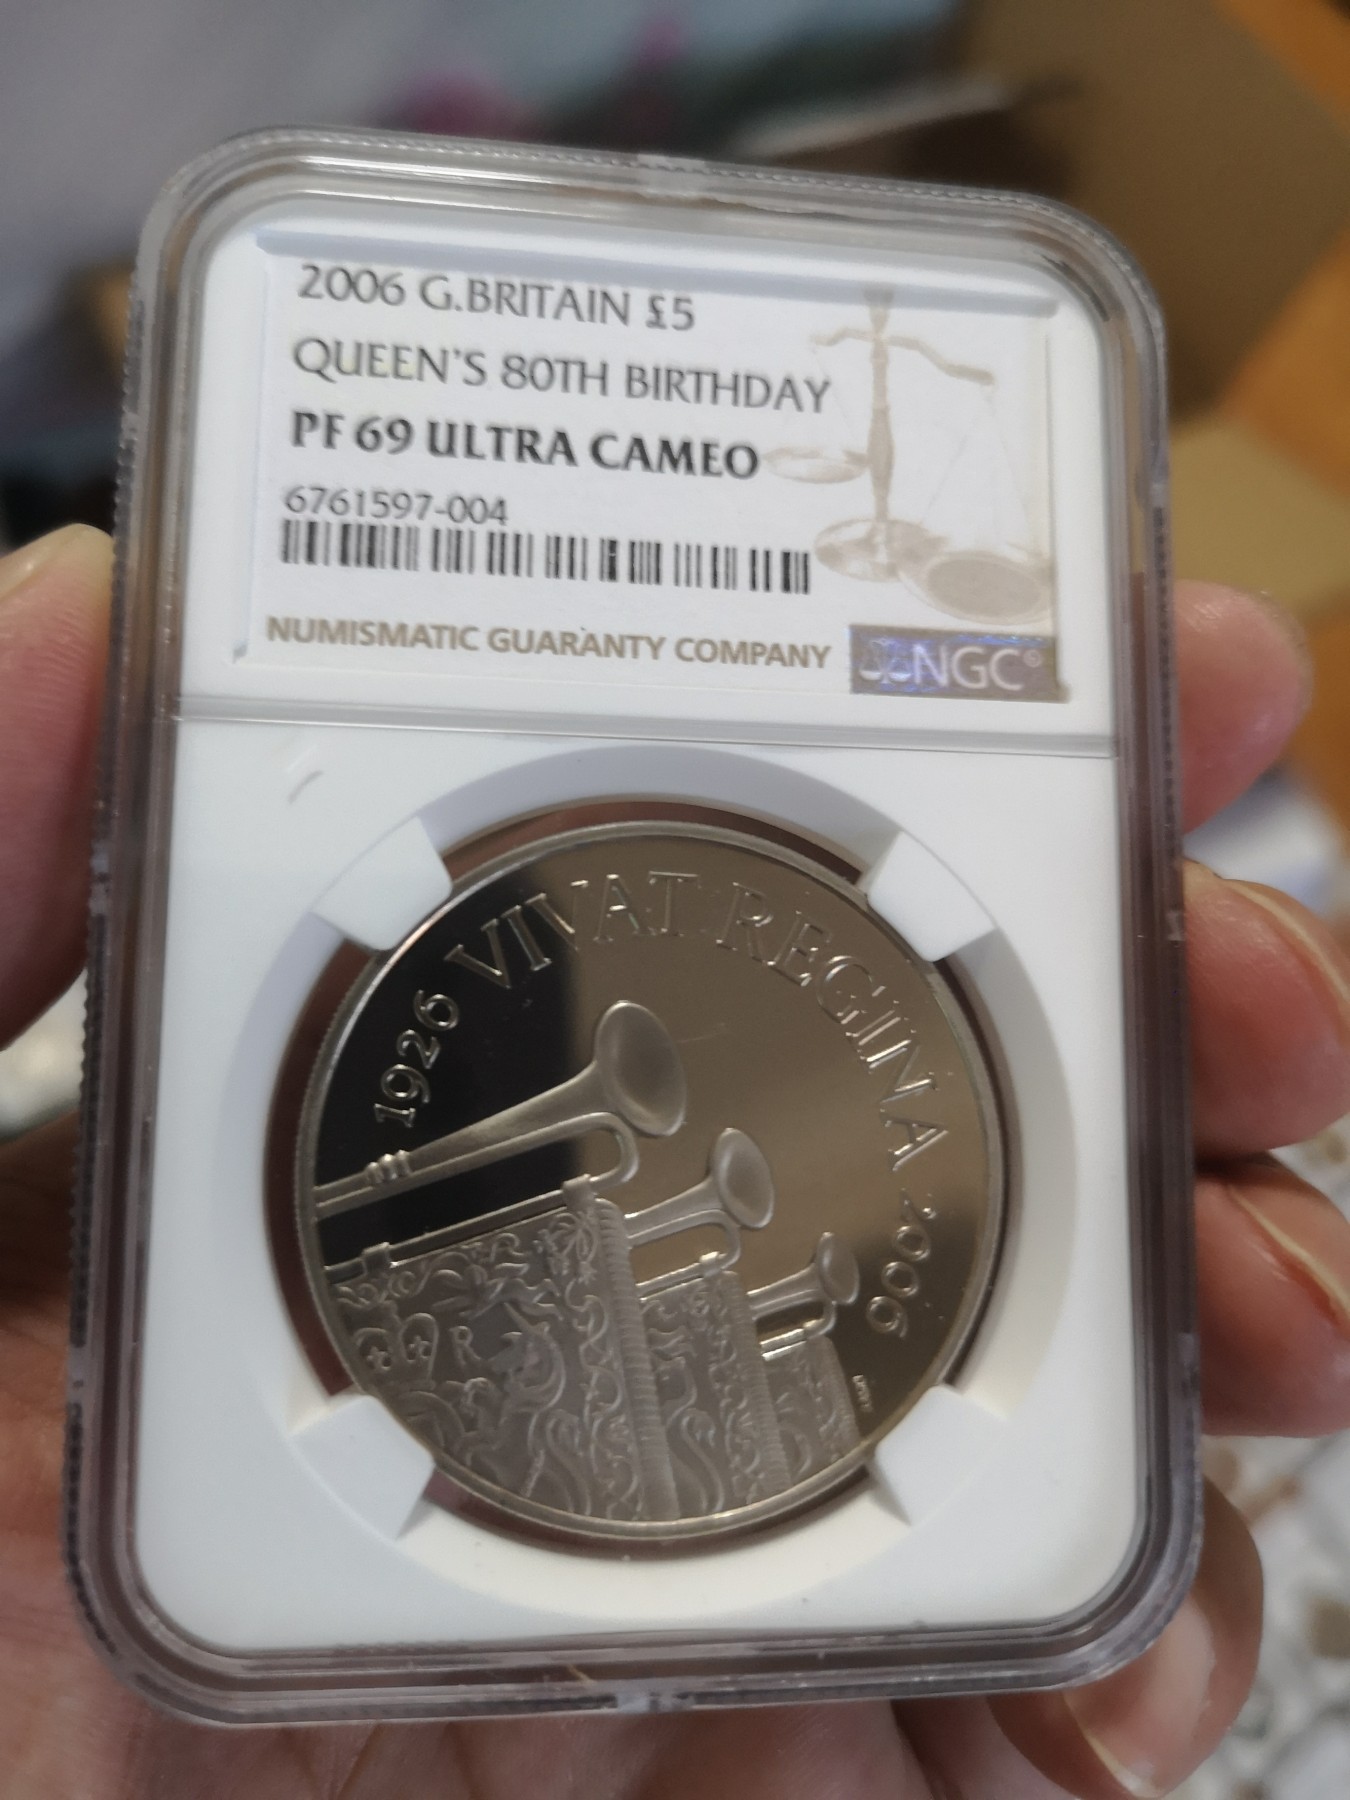 2006 G.BRITAIN £5
QUEEN'S 80TH BIRTHDAY
PF 69 ULTRA CAMEO
6761597-004
NUMISMATIC GUARANTY COMPANY
NGC®
1926 VIVAT REGINA 2006
R